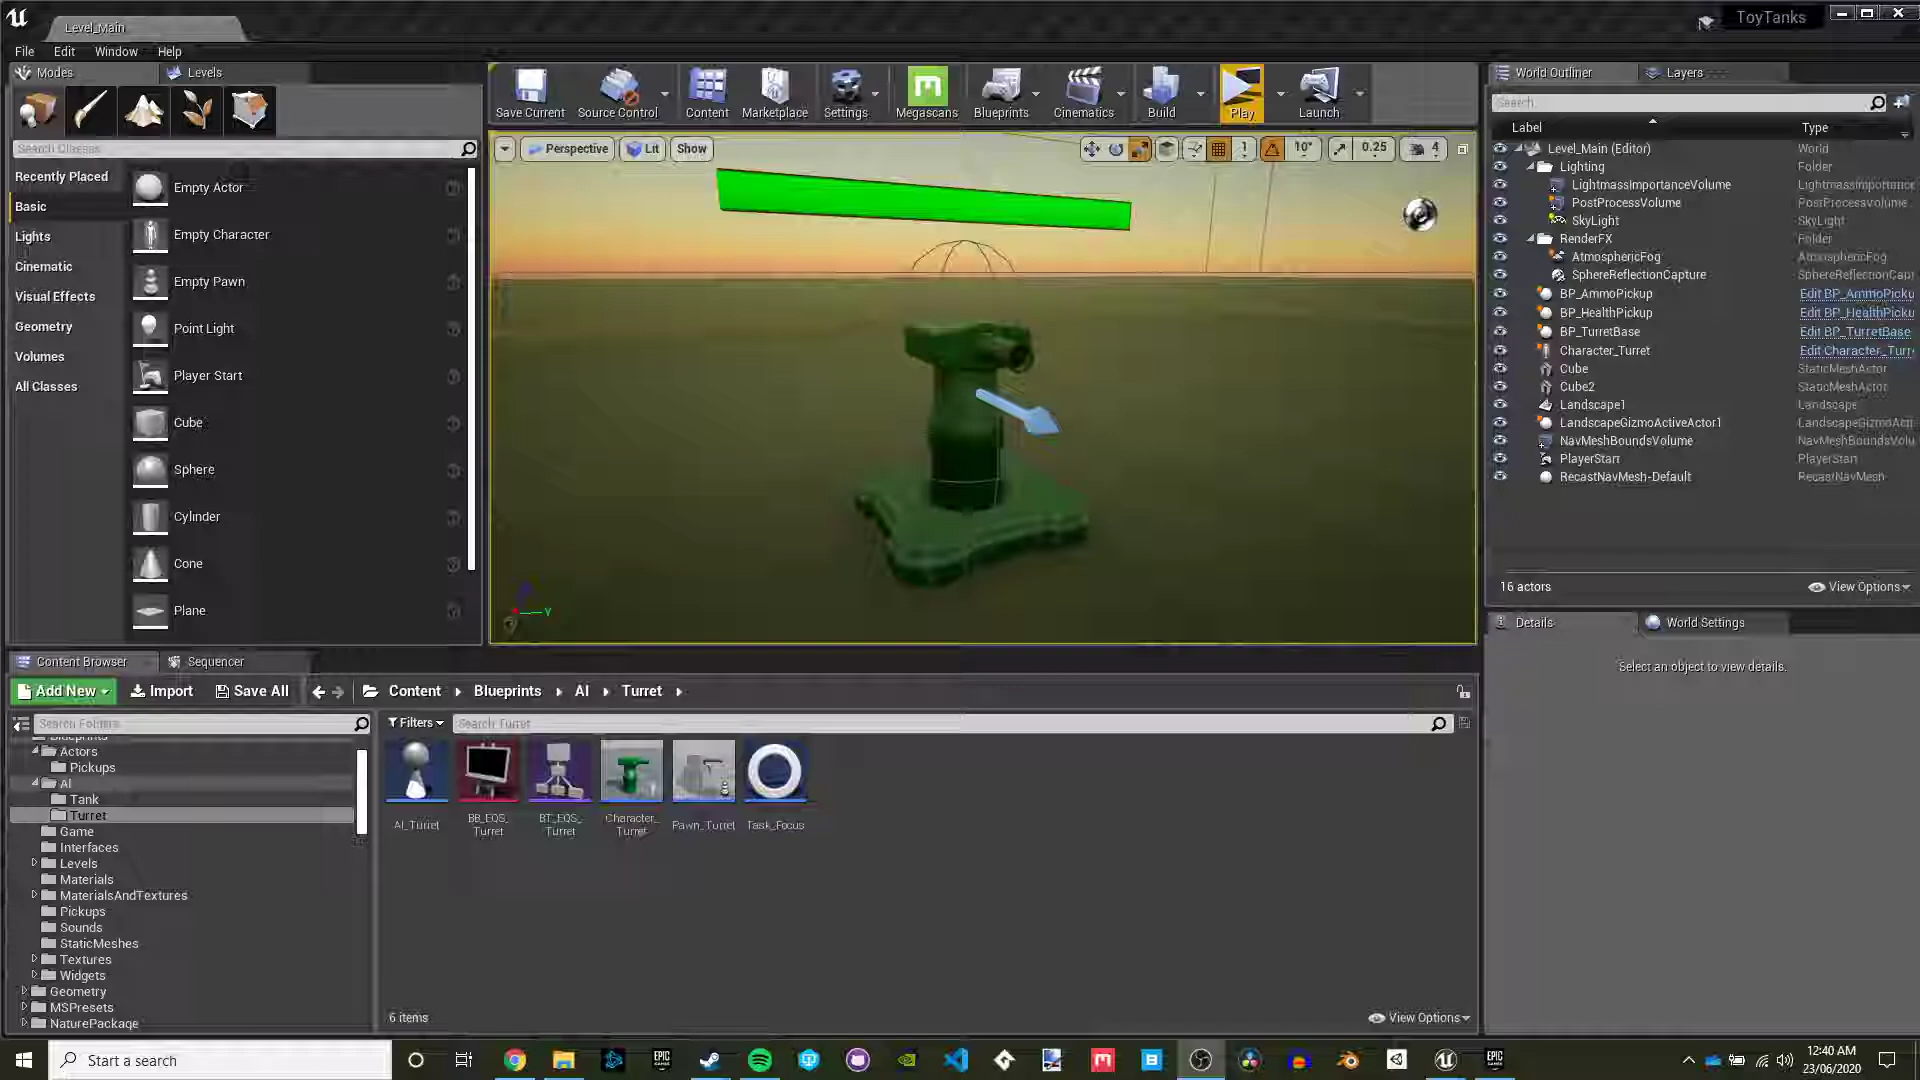 Level_Main
ToyTanks
File Edit Window Help
Modes
Levels
Search Classes
Recently Placed
Basic
Lights
Cinematic
Visual Effects
Geometry
Volumes
All Classes
Empty Actor
Empty Character
Empty Pawn
Point Light
Player Start
Cube
Sphere
Cylinder
Cone
Plane
Save Current
Source Control
Content
Marketplace
Settings
Megascans
Blueprints
Cinematics
Build
Play
Launch
Perspective
Lit
Show
1
10°
0.25
4
Y
World Outliner
Layers
Search...
Label Type
Level_Main (Editor) World
Lighting Folder
LightmassImportanceVolume LightmassImportance
PostProcessVolume PostProcessVolume
SkyLight SkyLight
RenderFX Folder
AtmosphericFog AtmosphericFog
SphereReflectionCapture SphereReflectionCapt
BP_AmmoPickup Edit BP_AmmoPicku
BP_HealthPickup Edit BP_HealthPicku
BP_TurretBase Edit BP_TurretBase
Character_Turret Edit Character_Turr
Cube StaticMeshActor
Cube2 StaticMeshActor
Landscape1 Landscape
LandscapeGizmoActiveActor1 LandscapeGizmoActi
NavMeshBoundsVolume NavMeshBoundsVolu
PlayerStart PlayerStart
RecastNavMesh-Default RecastNavMesh
16 actors
View Options
Details
World Settings
Select an object to view details.
Content Browser
Sequencer
Add New
Import
Save All
Content Blueprints AI Turret
Search Folders
Filters
Search Turret
Blueprints
Actors
Pickups
AI
Tank
Turret
Game
Interfaces
Levels
Materials
MaterialsAndTextures
Pickups
Sounds
StaticMeshes
Textures
Widgets
Geometry
MSPresets
NaturePackage
AI_Turret
BB_EQS_
Turret
BT_EQS_
Turret
Character_
Turret
Pawn_Turret
Task_Focus
6 items
View Options
Start a search
EPIC
GAMES
EPIC
GAMES
12:40 AM
23/06/2020